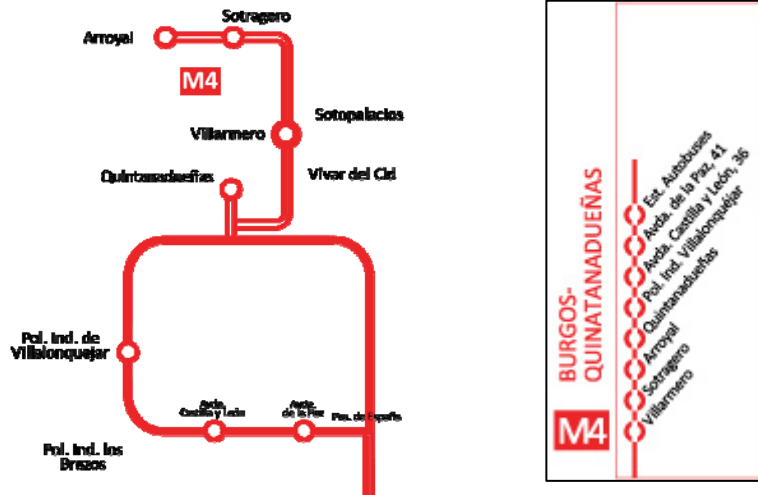 Sotragero
Arroyal
M4
Sotopalacios
Villarmero
Quintanadueñas
Vivar del Cid
Pol. Ind. de
Villalonquejar
Avda.
Castilla y León
Avda.
de la Paz
Pza. de España
Pol. Ind. los
Brezos
BURGOS-
QUINATANADUEÑAS
M4
Est. Autobuses
Avda. de la Paz, 41
Avda. Castilla y León, 36
Pol. Ind. Villalonquéjar
Quintanadueñas
Arroyal
Sotragero
Villarmero